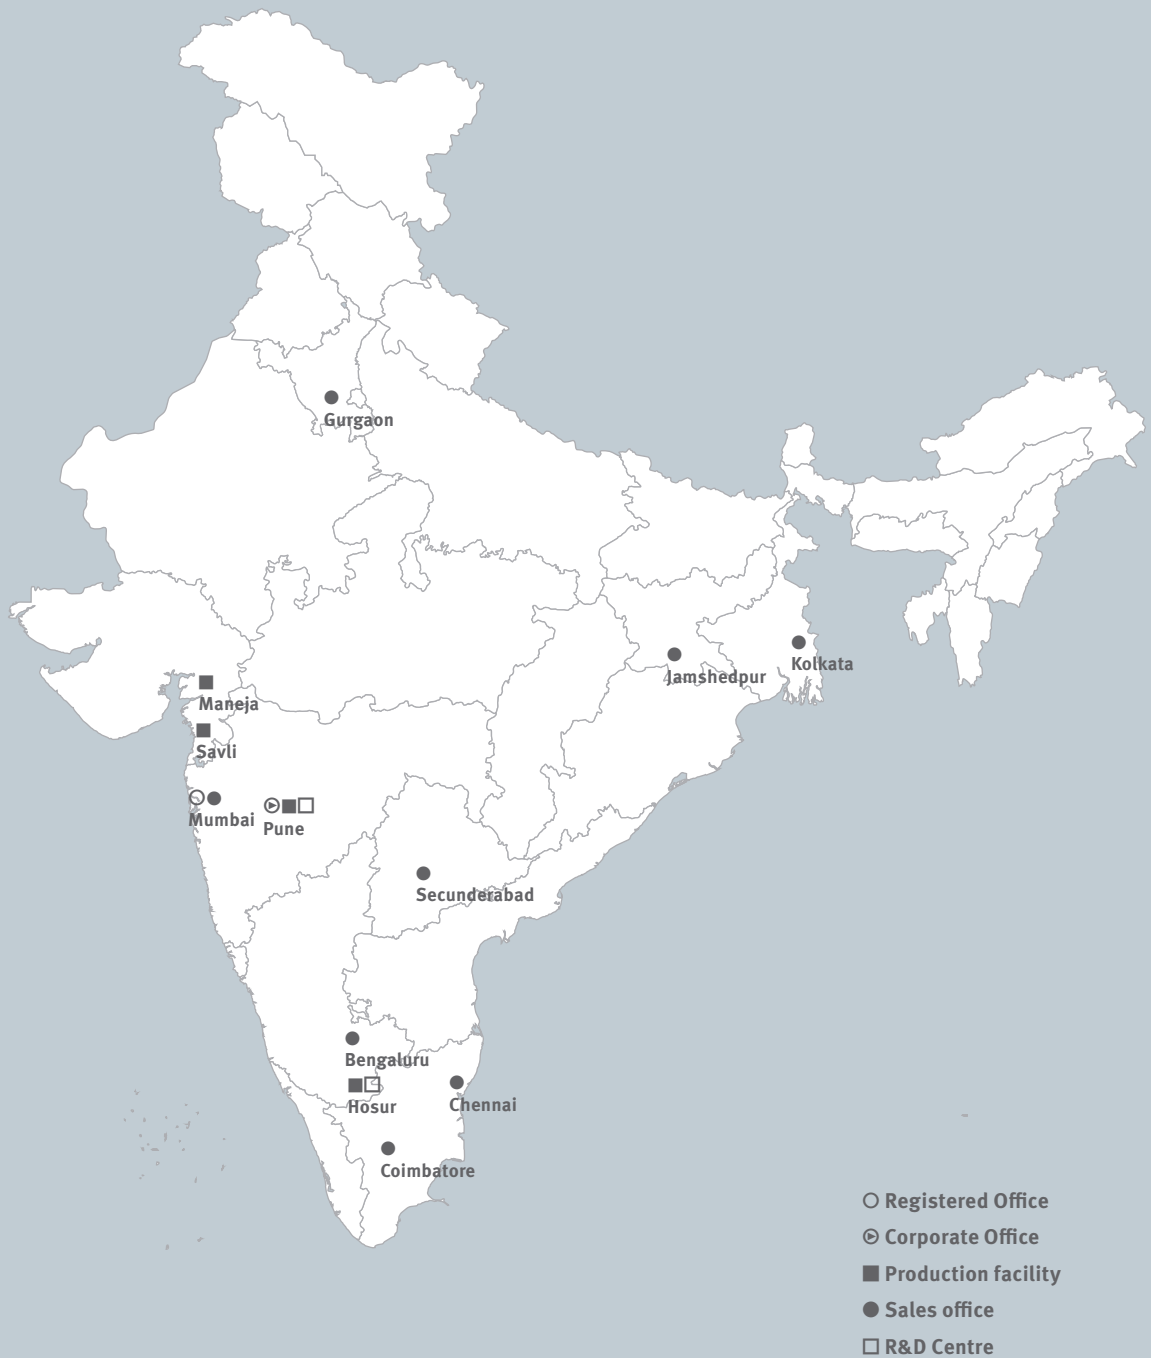 Gurgaon
Kolkata
Jamshedpur
Maneja
Savli
Mumbai
Pune
Secunderabad
Bengaluru
Hosur
Chennai
Coimbatore
Registered Office
Corporate Office
Production facility
Sales office
R&D Centre